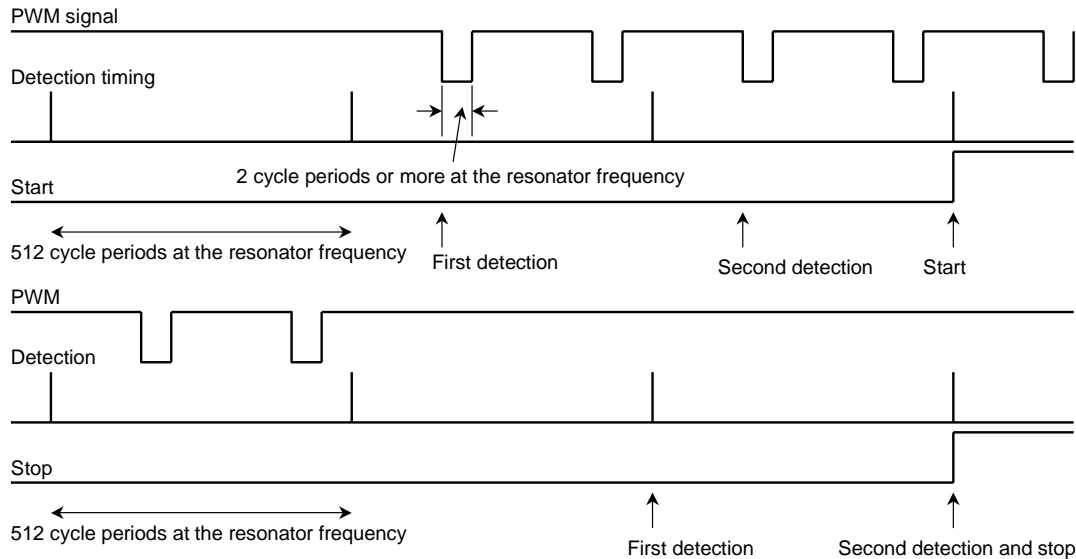 PWM signal
Detection timing
2 cycle periods or more at the resonator frequency
Start
512 cycle periods at the resonator frequency
First detection
Second detection
Start
PWM
Detection
Stop
512 cycle periods at the resonator frequency
First detection
Second detection and stop